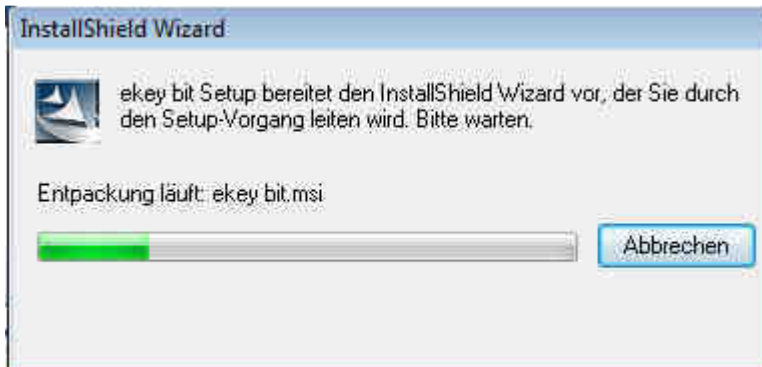 InstallShield Wizard
ekey bit Setup bereitet den InstallShield Wizard vor, der Sie durch
den Setup-Vorgang leiten wird. Bitte warten.
Entpackung läuft: ekey bit.msi
Abbrechen